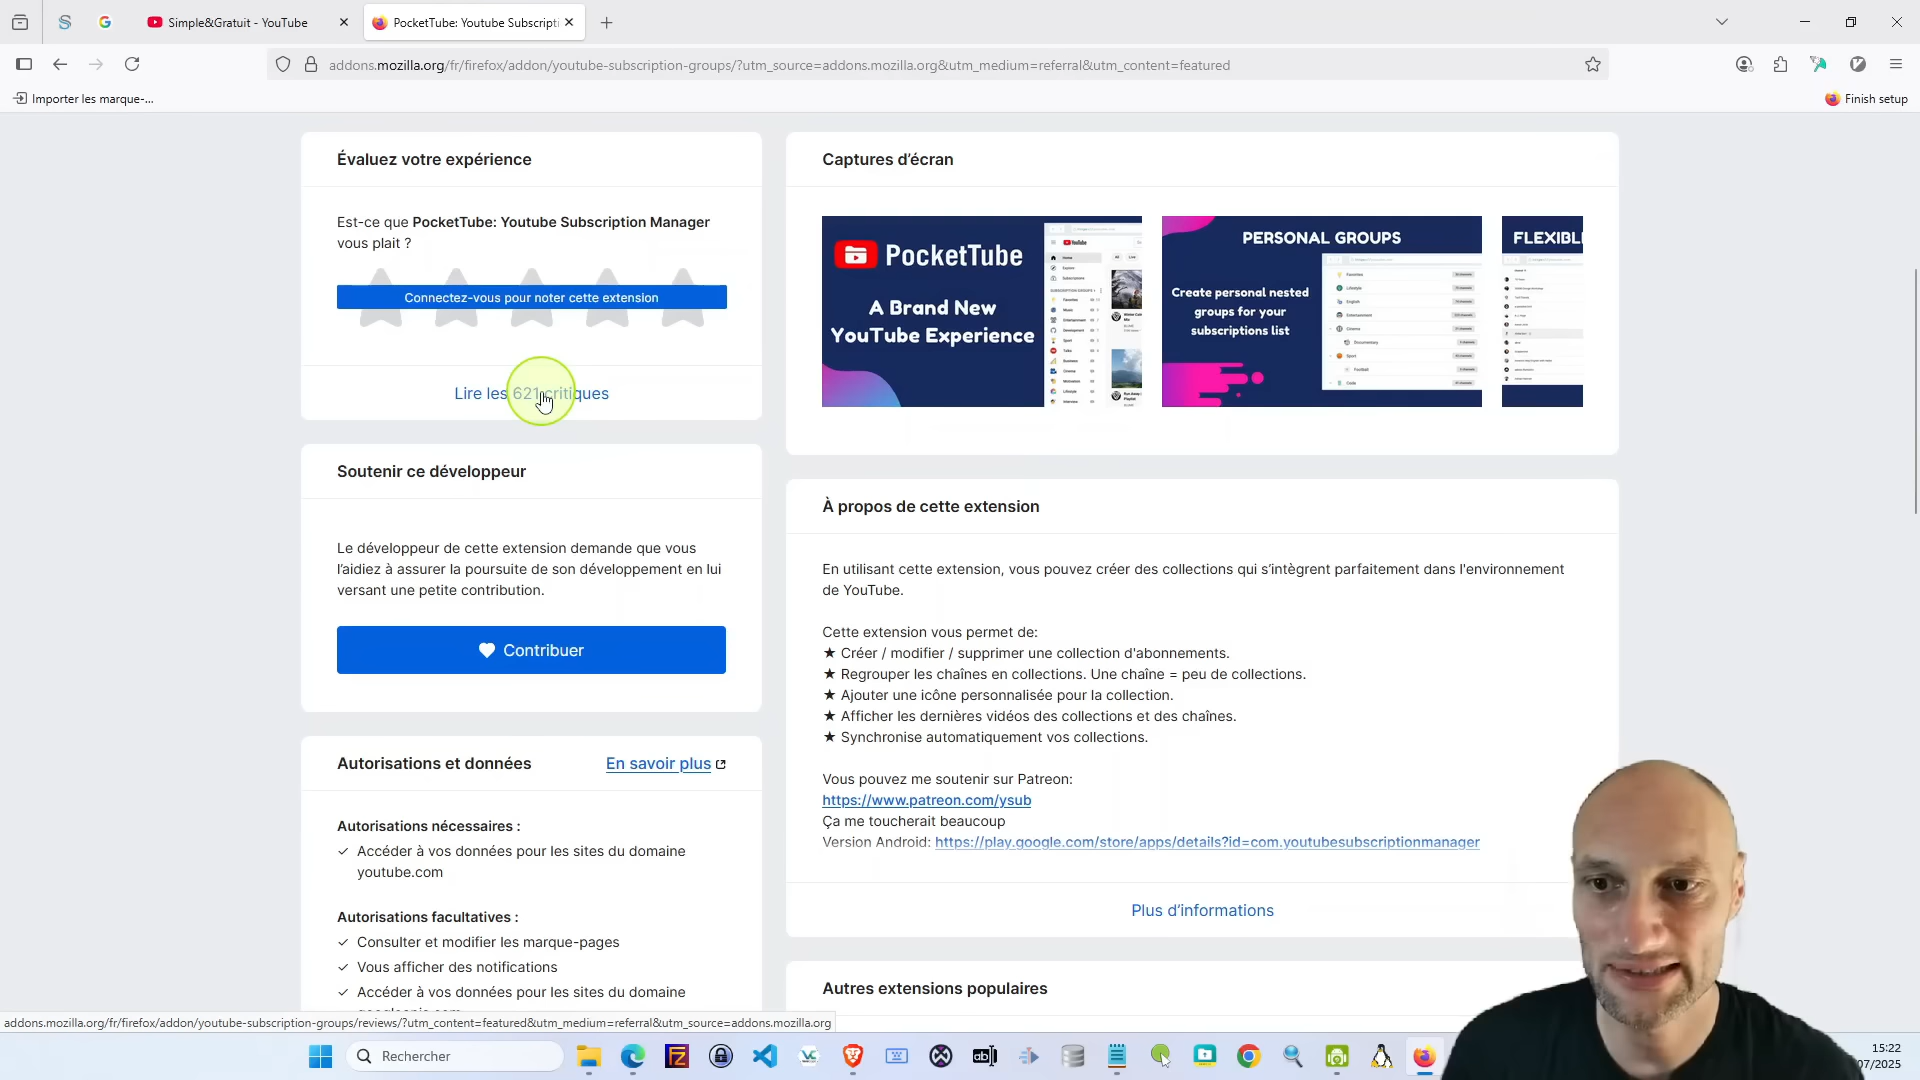 Simple&Gratuit - YouTube
PocketTube: Youtube Subscripti
addons.mozilla.org/fr/firefox/addon/youtube-subscription-groups/?utm_source=addons.mozilla.org&utm_medium=referral&utm_content=featured
Importer les marque-...
Finish setup
Évaluez votre expérience
Est-ce que PocketTube: Youtube Subscription Manager
vous plait ?
Connectez-vous pour noter cette extension
Lire les 621 critiques
Soutenir ce développeur
Le développeur de cette extension demande que vous
l'aidiez à assurer la poursuite de son développement en lui
versant une petite contribution.
Contribuer
Autorisations et données
En savoir plus
Autorisations nécessaires :
Accéder à vos données pour les sites du domaine
youtube.com
Autorisations facultatives :
Consulter et modifier les marque-pages
Vous afficher des notifications
Accéder à vos données pour les sites du domaine
Captures d'écran
PocketTube
A Brand New
YouTube Experience
PERSONAL GROUPS
Create personal nested
groups for your
subscriptions list
FLEXIBL
À propos de cette extension
En utilisant cette extension, vous pouvez créer des collections qui s'intègrent parfaitement dans l'environnement
de YouTube.
Cette extension vous permet de:
★ Créer / modifier / supprimer une collection d'abonnements.
★ Regrouper les chaînes en collections. Une chaîne = peu de collections.
★ Ajouter une icône personnalisée pour la collection.
★ Afficher les dernières vidéos des collections et des chaînes.
★ Synchronise automatiquement vos collections.
Vous pouvez me soutenir sur Patreon:
https://www.patreon.com/ysub
Ça me toucherait beaucoup
Version Android: https://play.google.com/store/apps/details?id=com.youtubesubscriptionmanager
Plus d'informations
Autres extensions populaires
addons.mozilla.org/fr/firefox/addon/youtube-subscription-groups/reviews/?utm_content=featured&utm_medium=referral&utm_source=addons.mozilla.org
Rechercher
15:22
07/2025